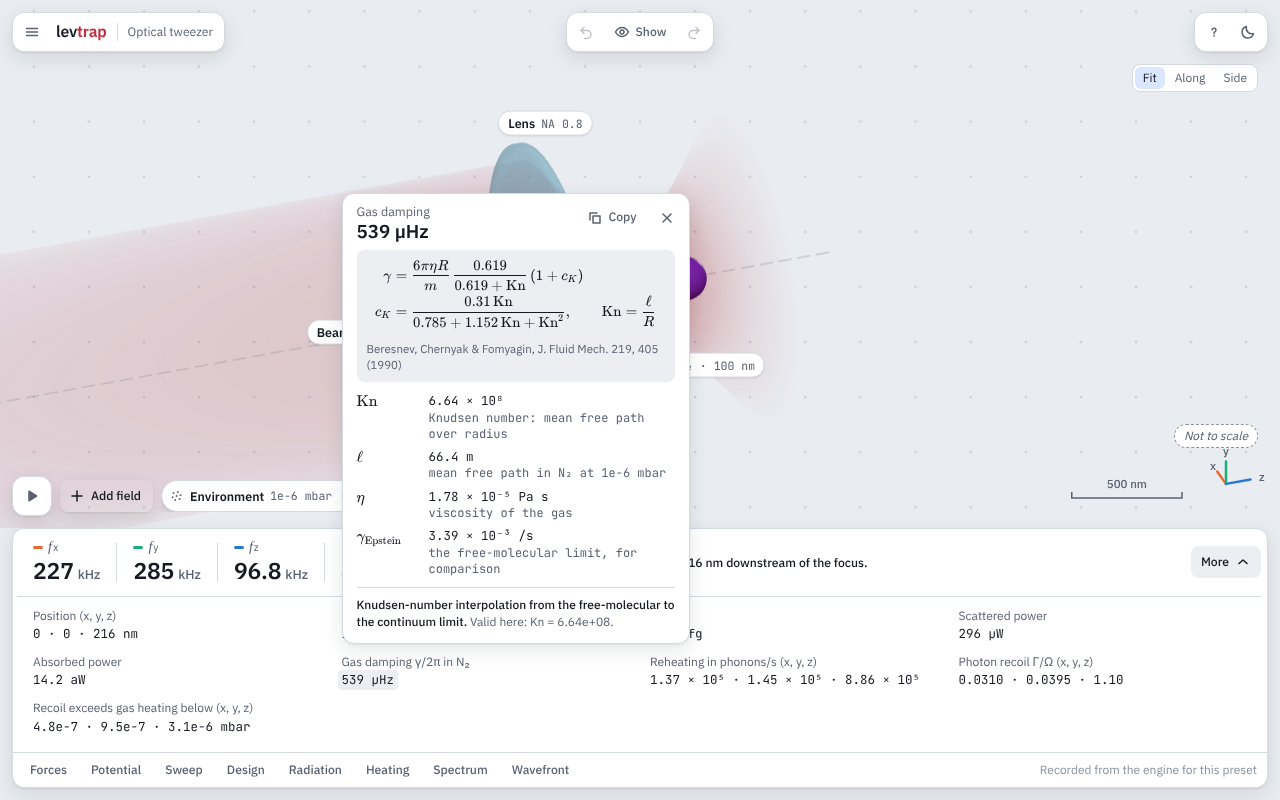 levtrap Optical tweezer
Show
?
Fit Along Side
Lens NA 0.8
Gas damping
539 µHz
Copy
γ = 6πηR / m 0.619 / 0.619 + Kn (1 + c_K)
c_K = 0.31 Kn / 0.785 + 1.152 Kn + Kn², Kn = ℓ / R
Beresnev, Chernyak & Fomyagin, J. Fluid Mech. 219, 405
(1990)
Kn 6.64 × 10⁸
Knudsen number: mean free path
over radius
ℓ 66.4 m
mean free path in N₂ at 1e-6 mbar
η 1.78 × 10⁻⁵ Pa s
viscosity of the gas
γ_Epstein 3.39 × 10⁻³ /s
the free-molecular limit, for
comparison
Knudsen-number interpolation from the free-molecular to
the continuum limit. Valid here: Kn = 6.64e+08.
· 100 nm
Not to scale
y
x
z
500 nm
Add field
Environment 1e-6 mbar
fx
227 kHz
fy
285 kHz
fz
96.8 kHz
16 nm downstream of the focus.
More
Position (x, y, z)
0 · 0 · 216 nm
fg
Scattered power
296 µW
Absorbed power
14.2 aW
Gas damping γ/2π in N₂
539 µHz
Reheating in phonons/s (x, y, z)
1.37 × 10⁵ · 1.45 × 10⁵ · 8.86 × 10⁵
Photon recoil Γ/Ω (x, y, z)
0.0310 · 0.0395 · 1.10
Recoil exceeds gas heating below (x, y, z)
4.8e-7 · 9.5e-7 · 3.1e-6 mbar
Forces Potential Sweep Design Radiation Heating Spectrum Wavefront
Recorded from the engine for this preset